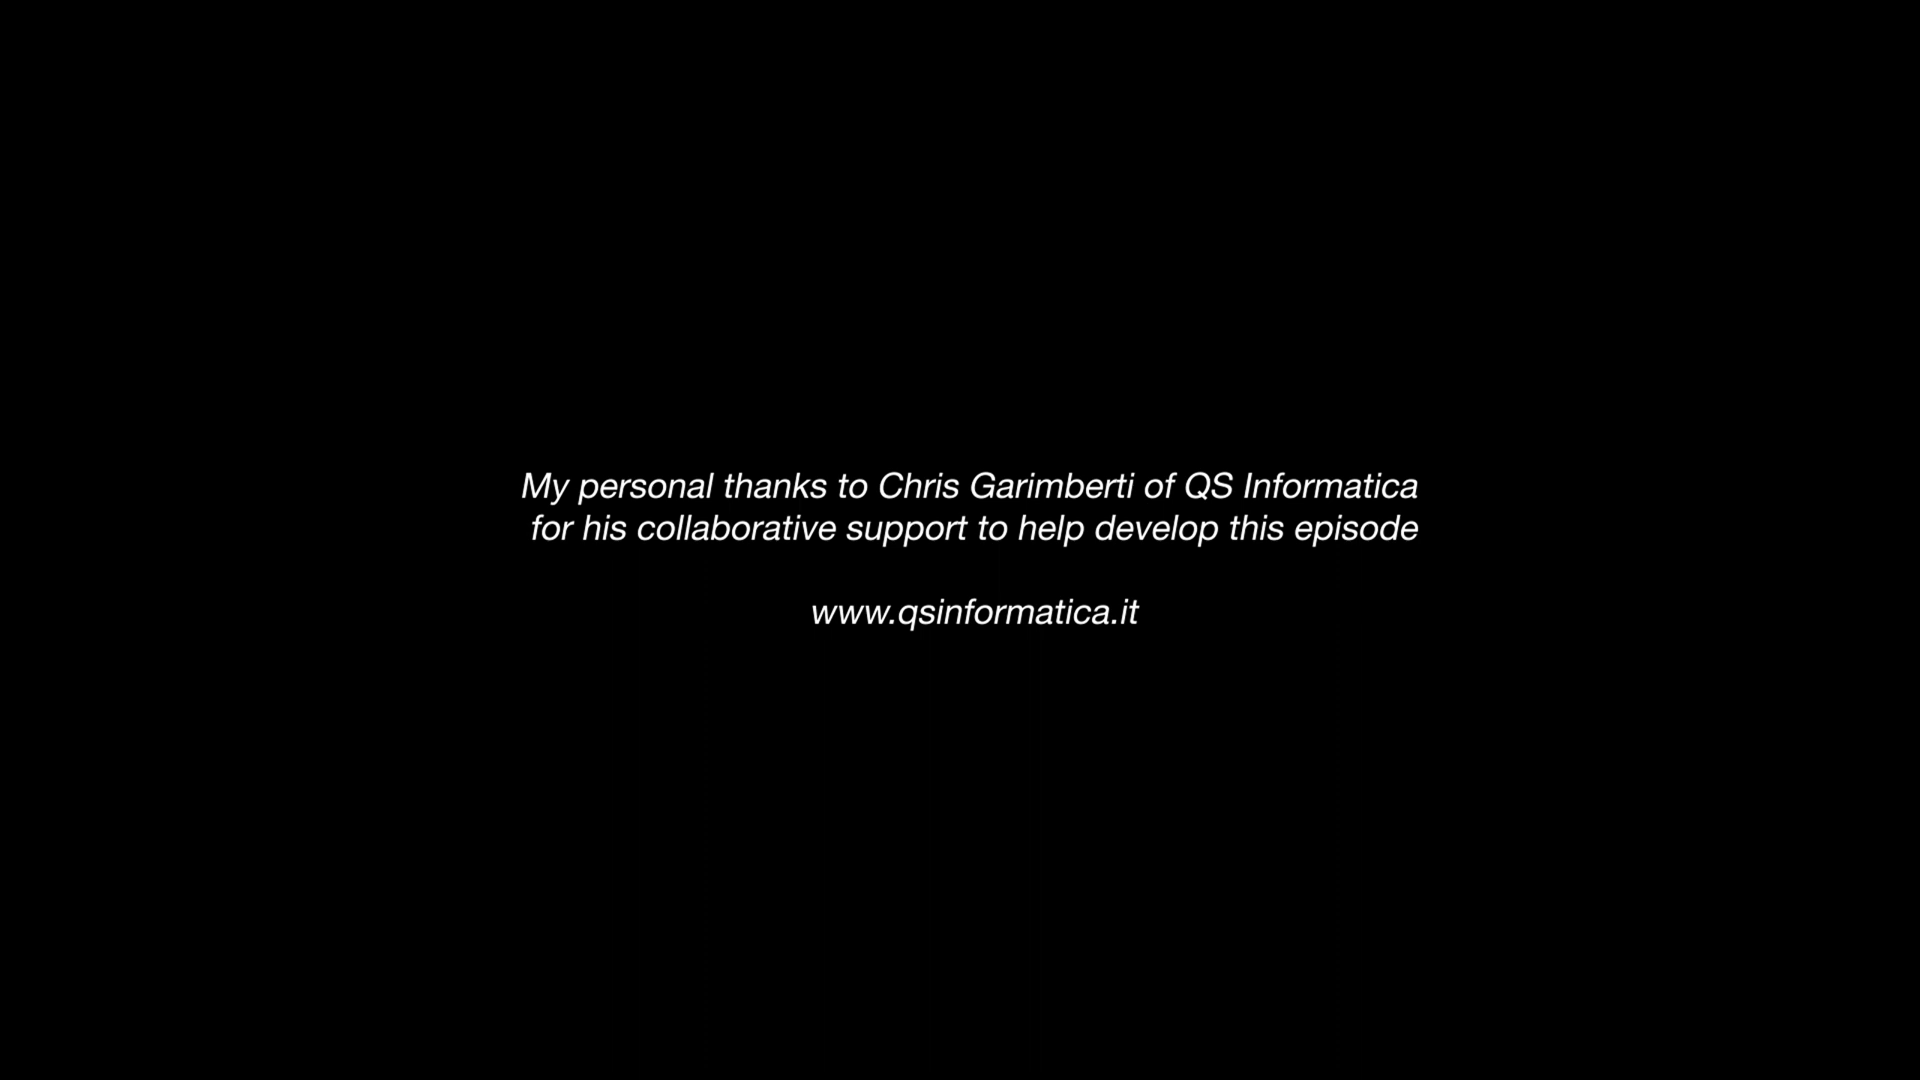 My personal thanks to Chris Garimberti of QS Informatica
for his collaborative support to help develop this episode
www.qsinformatica.it